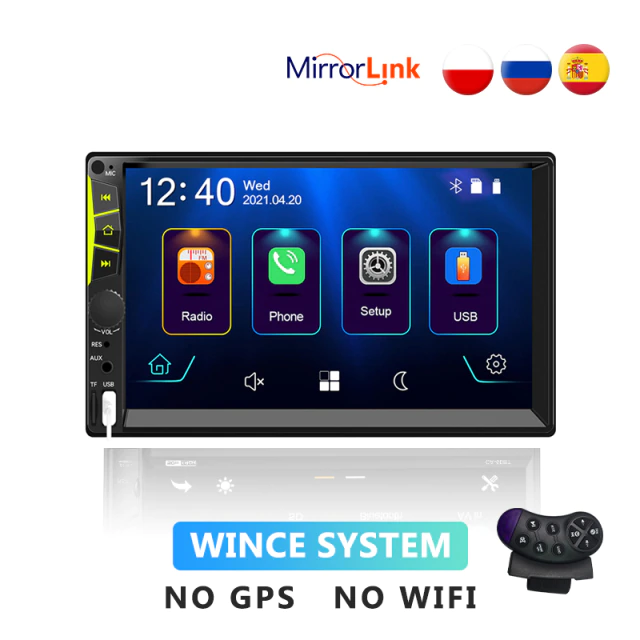 MirrorLink
MIC
12:40
Wed
2021.04.20
FM
Radio
Phone
Setup
USB
VOL
RES
AUX
TF USB
WINCE SYSTEM
NO GPS NO WIFI